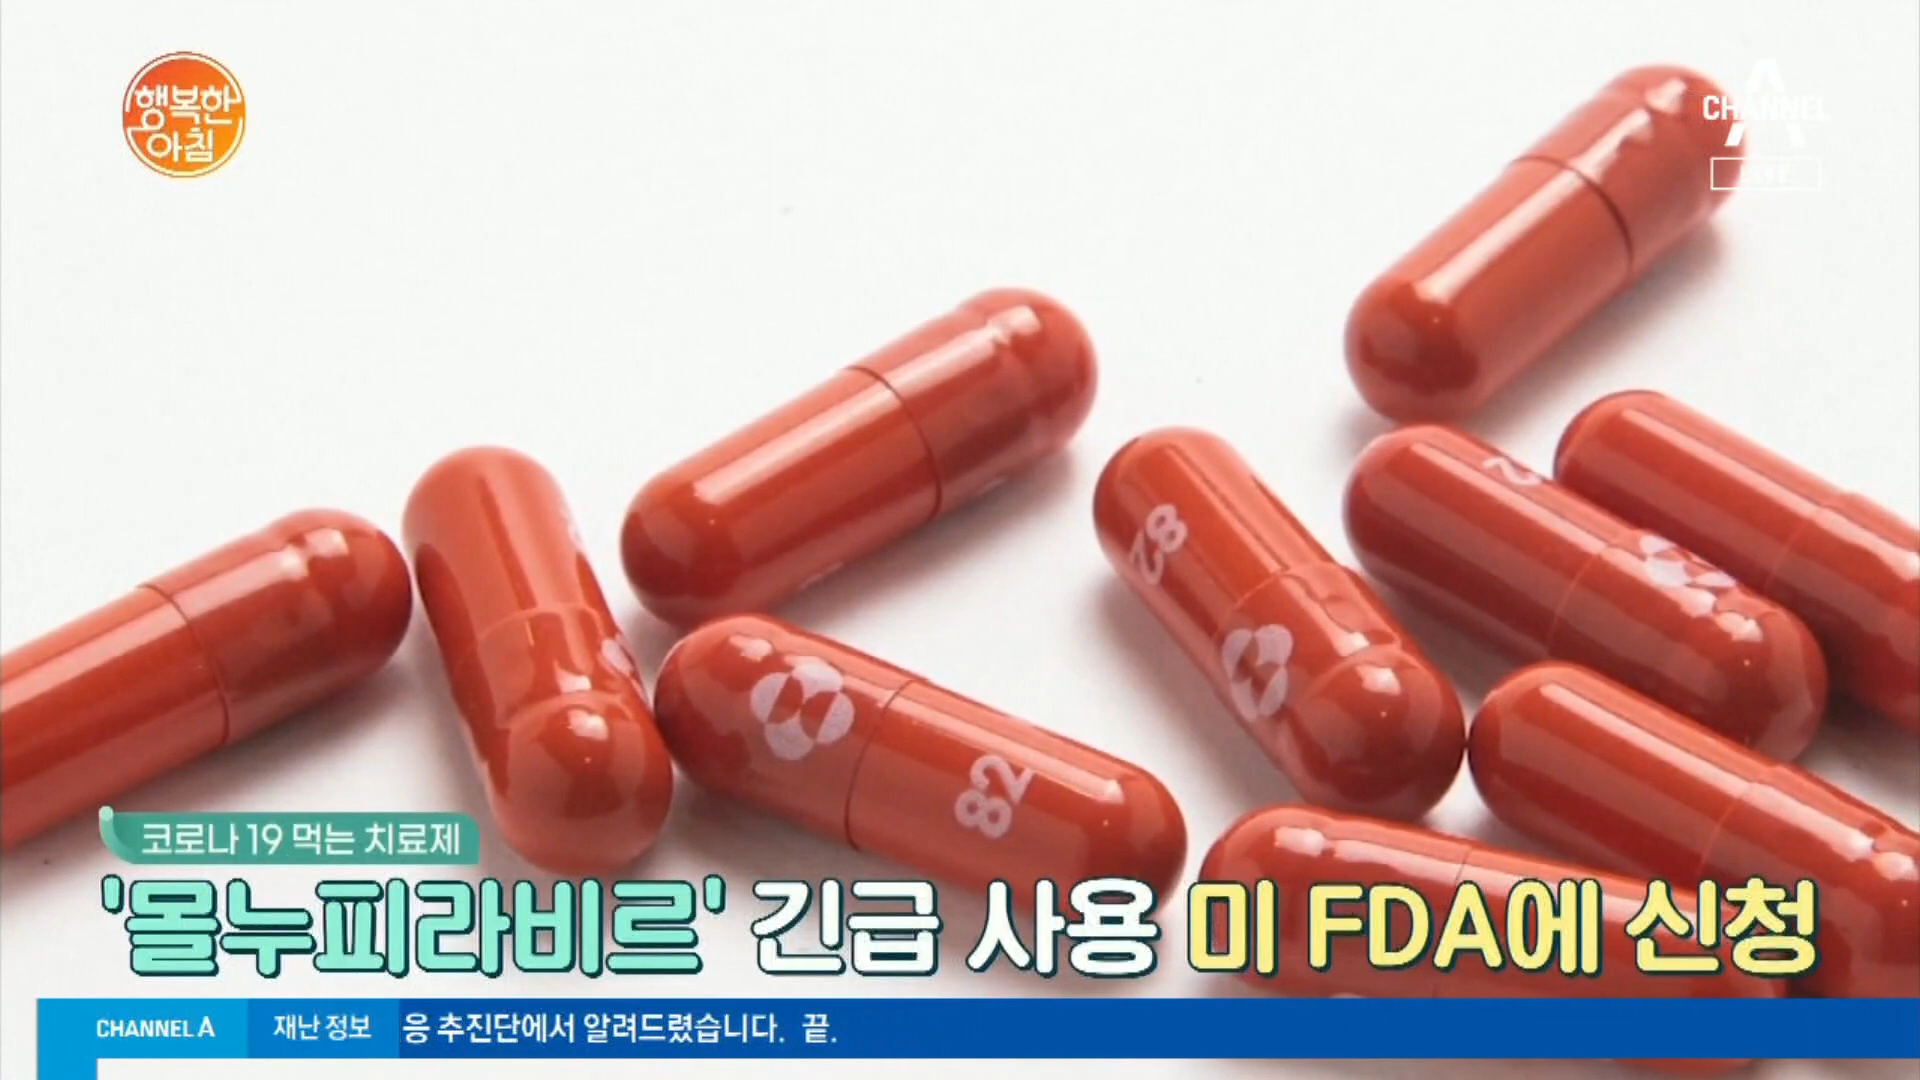 행복한
아침
CHANNEL A
LIVE
82
82
82
코로나 19 먹는 치료제
'몰누피라비르' 긴급 사용 미 FDA에 신청
CHANNEL A 재난 정보 응 추진단에서 알려드렸습니다. 끝.